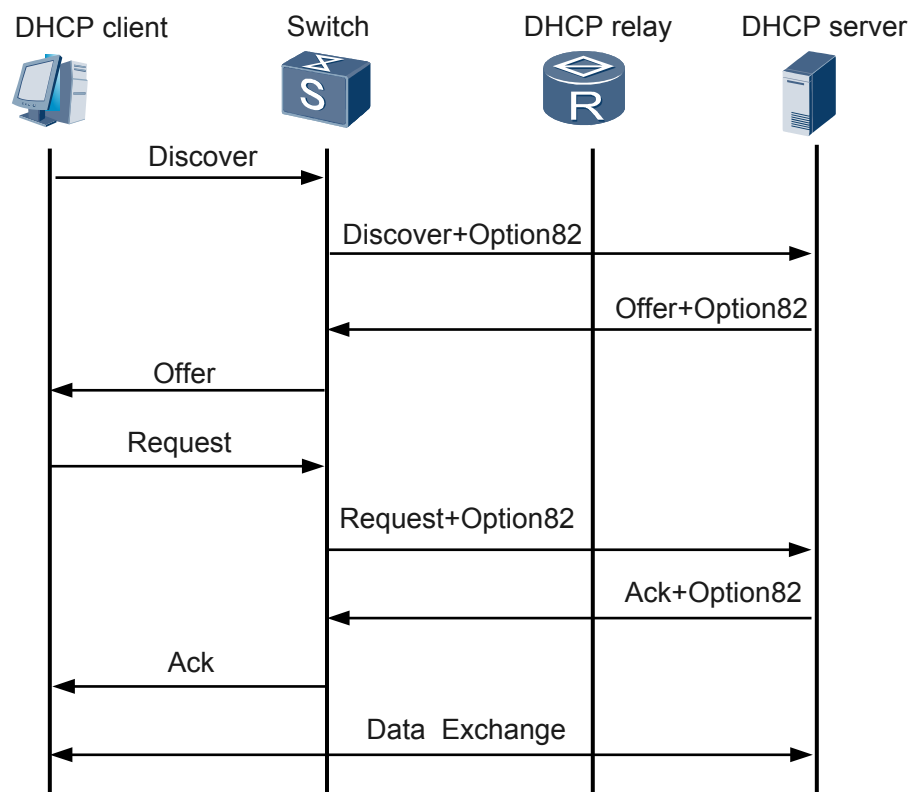 DHCP client
Switch
DHCP relay
DHCP server
S
R
Discover
Discover+Option82
Offer+Option82
Offer
Request
Request+Option82
Ack+Option82
Ack
Data Exchange